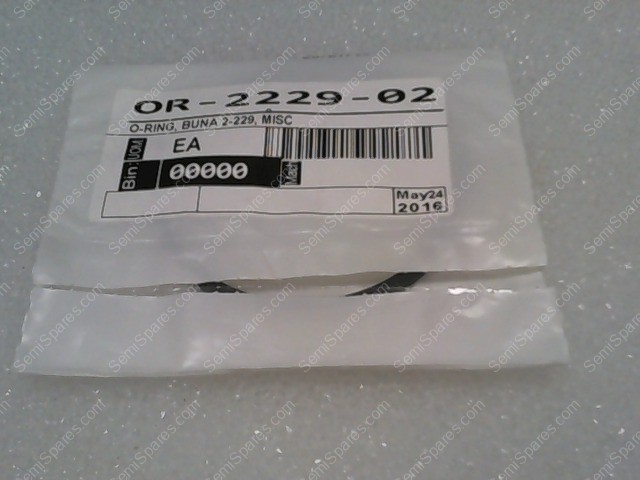 OR-2229-02
O-RING, BUNA 2-229, MISC
UOM EA
Bin: 00000
May24
2016
SemiSpares.com